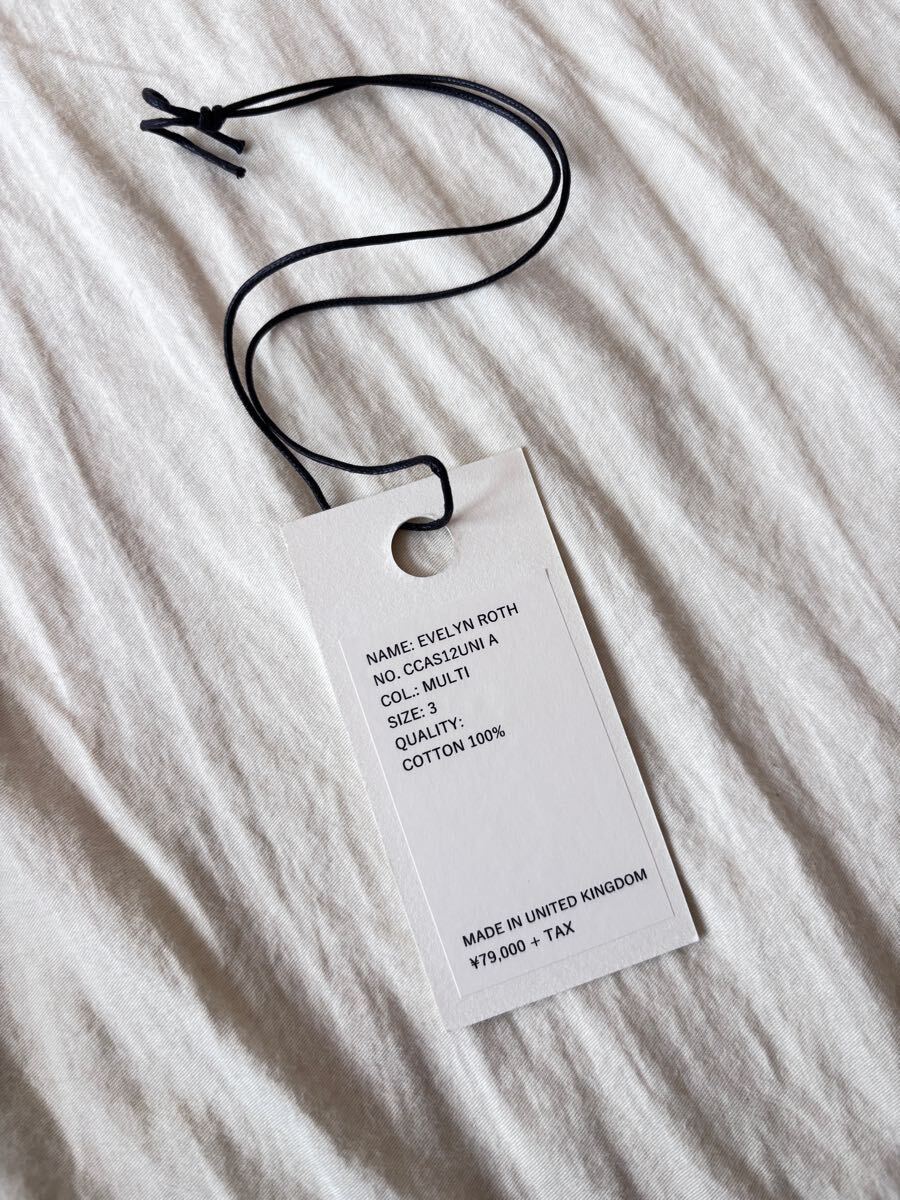 NAME: EVELYN ROTH
NO. CCAS12UNI A
COL.: MULTI
SIZE: 3
QUALITY:
COTTON 100%
MADE IN UNITED KINGDOM
¥79,000 + TAX